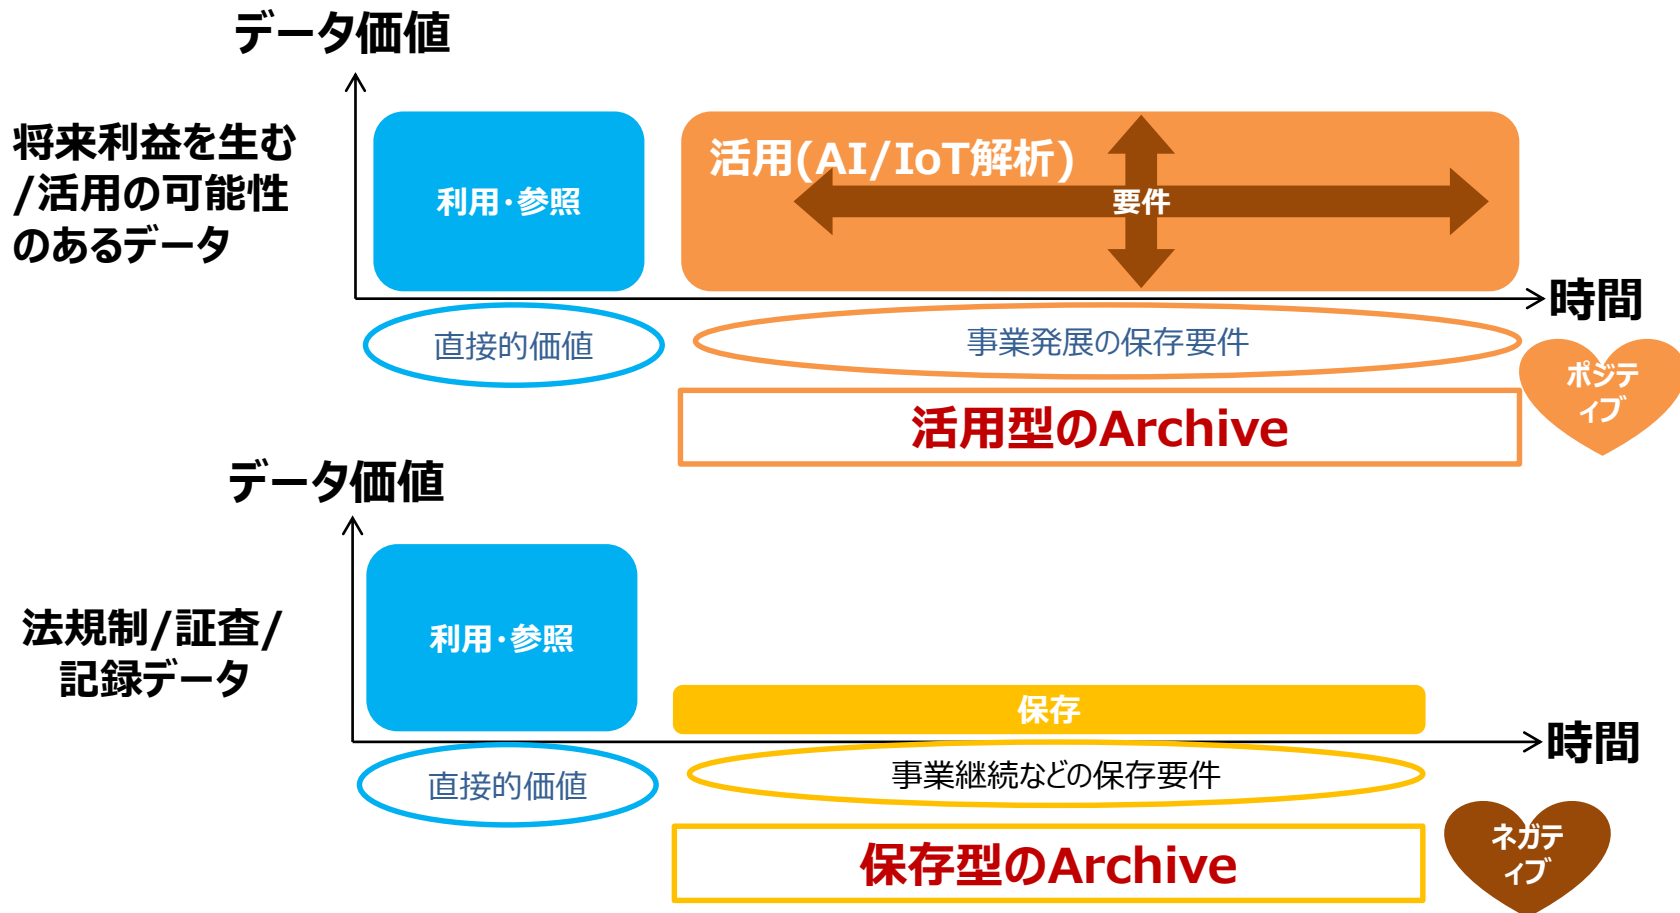 データ価値
将来利益を生む
/活用の可能性
のあるデータ
利用・参照
活用(AI/IoT解析)
要件
時間
直接的価値
事業発展の保存要件
ポジテ
ィブ
活用型のArchive
データ価値
法規制/証査/
記録データ
利用・参照
保存
時間
直接的価値
事業継続などの保存要件
ネガテ
ィブ
保存型のArchive